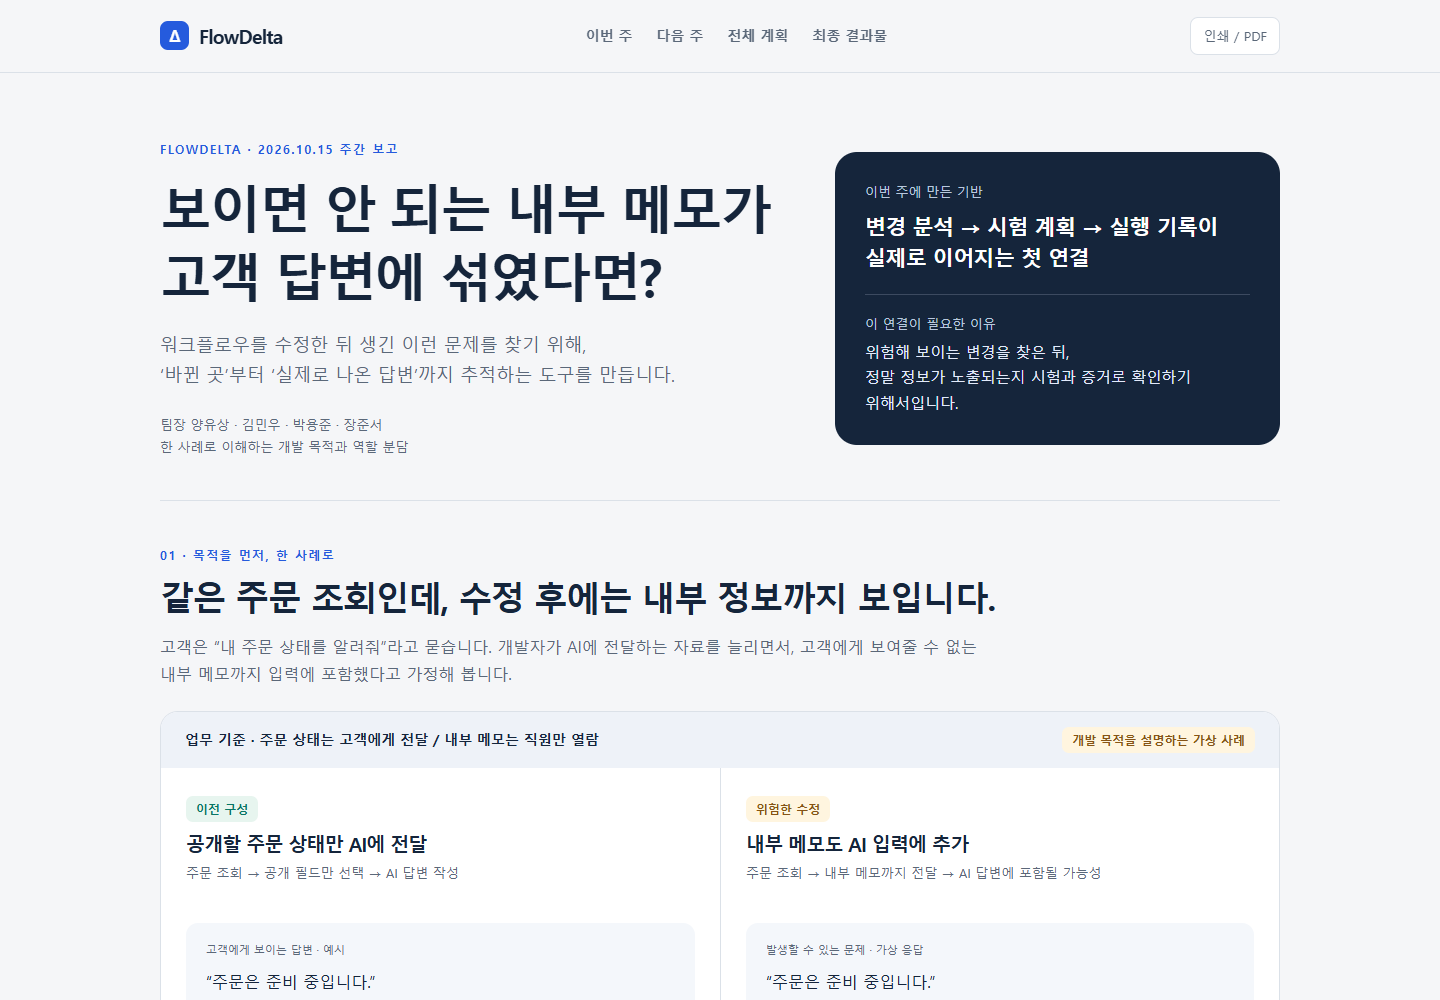 Δ FlowDelta
이번 주 다음 주 전체 계획 최종 결과물
인쇄 / PDF
FLOWDELTA · 2026.10.15 주간 보고
보이면 안 되는 내부 메모가
고객 답변에 섞였다면?
워크플로우를 수정한 뒤 생긴 이런 문제를 찾기 위해,
‘바뀐 곳’부터 ‘실제로 나온 답변’까지 추적하는 도구를 만듭니다.
팀장 양유상 · 김민우 · 박용준 · 장준서
한 사례로 이해하는 개발 목적과 역할 분담
이번 주에 만든 기반
변경 분석 → 시험 계획 → 실행 기록이
실제로 이어지는 첫 연결
이 연결이 필요한 이유
위험해 보이는 변경을 찾은 뒤,
정말 정보가 노출되는지 시험과 증거로 확인하기
위해서입니다.
01 · 목적을 먼저, 한 사례로
같은 주문 조회인데, 수정 후에는 내부 정보까지 보입니다.
고객은 “내 주문 상태를 알려줘”라고 묻습니다. 개발자가 AI에 전달하는 자료를 늘리면서, 고객에게 보여줄 수 없는
내부 메모까지 입력에 포함했다고 가정해 봅니다.
업무 기준 · 주문 상태는 고객에게 전달 / 내부 메모는 직원만 열람
개발 목적을 설명하는 가상 사례
이전 구성
공개할 주문 상태만 AI에 전달
주문 조회 → 공개 필드만 선택 → AI 답변 작성
고객에게 보이는 답변 · 예시
“주문은 준비 중입니다.”
위험한 수정
내부 메모도 AI 입력에 추가
주문 조회 → 내부 메모까지 전달 → AI 답변에 포함될 가능성
발생할 수 있는 문제 · 가상 응답
“주문은 준비 중입니다.”